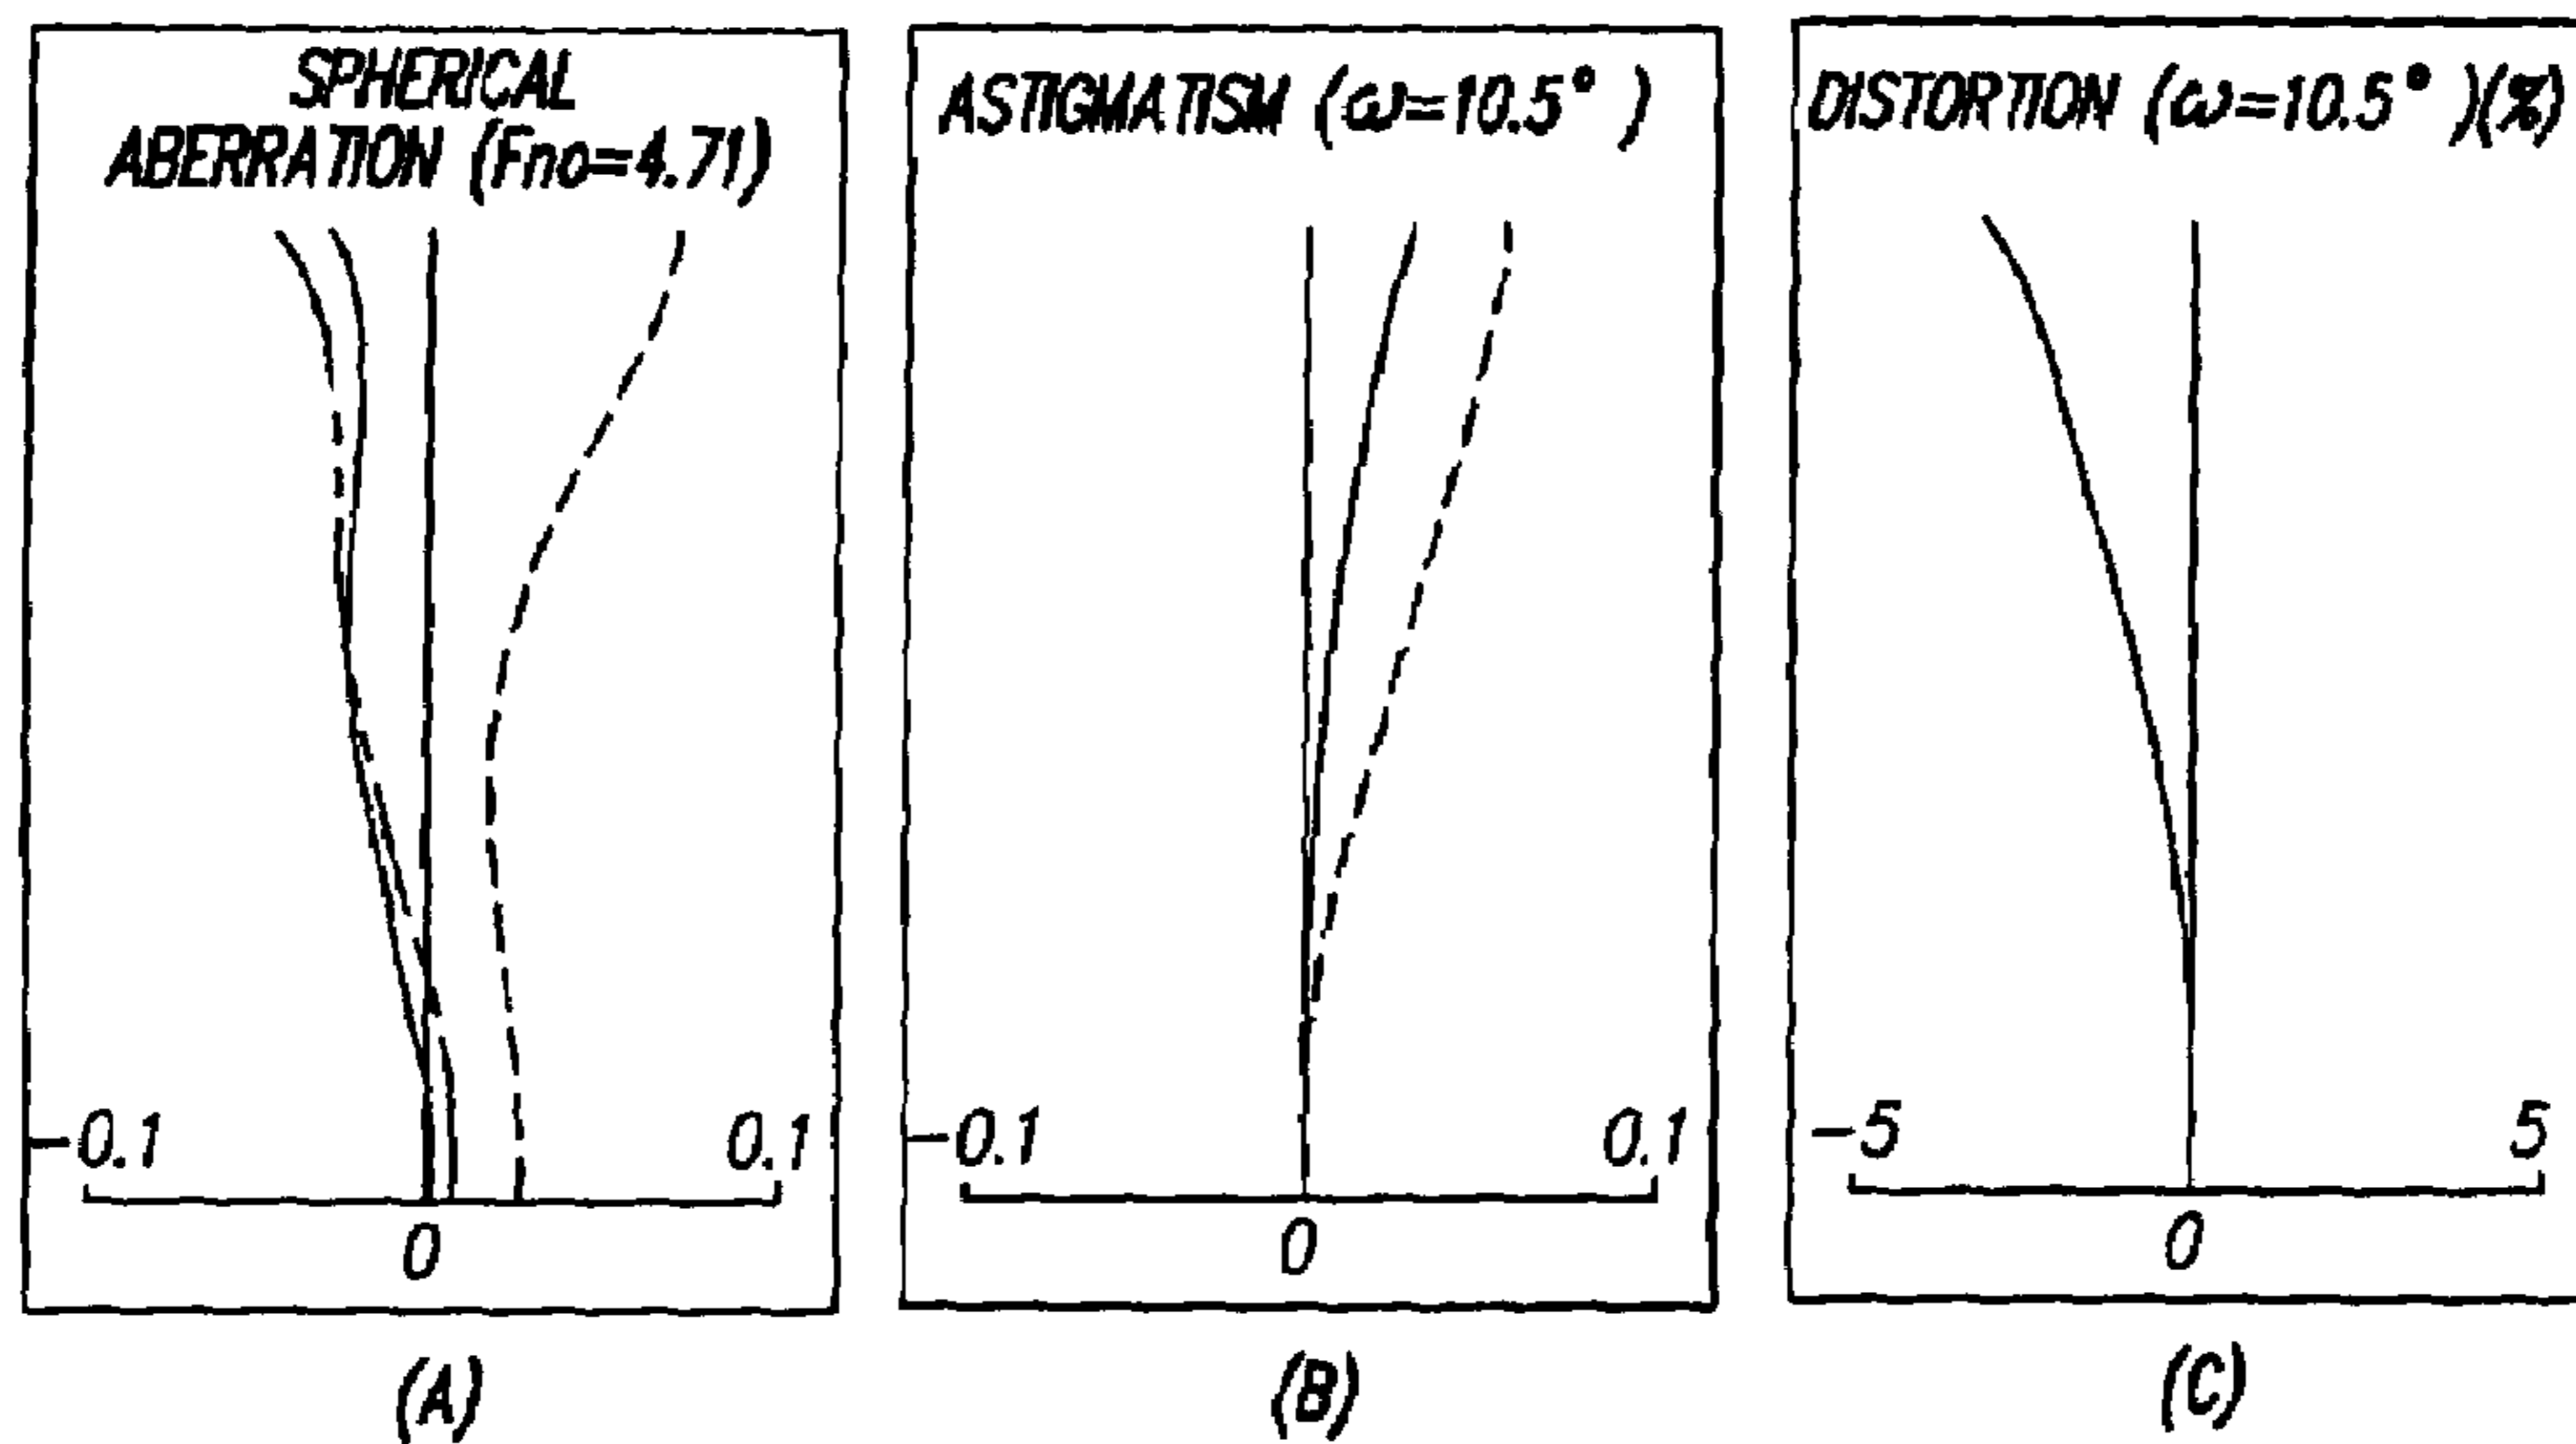 SPHERICAL
ABERRATION (Fno=4.71)
-0.1
0.1
0
(A)
ASTIGMATISM (ω=10.5° )
-0.1
0.1
0
(B)
DISTORTION (ω=10.5° )(%)
-5
5
0
(C)